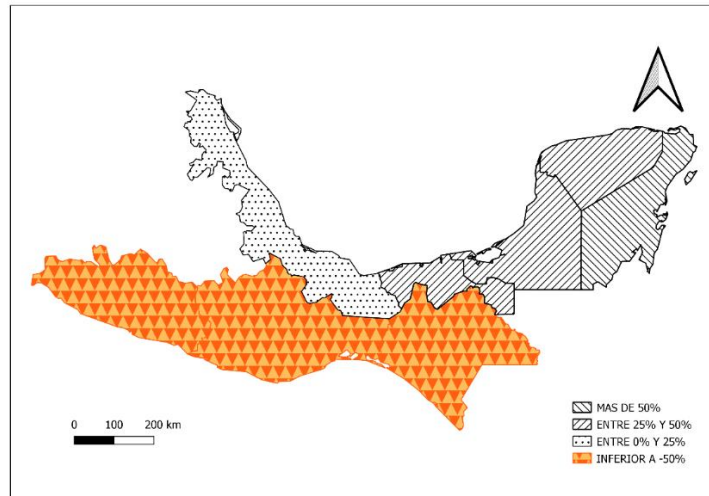 MAS DE 50%
ENTRE 25% Y 50%
ENTRE 0% Y 25%
INFERIOR A -50%
0 100 200 km